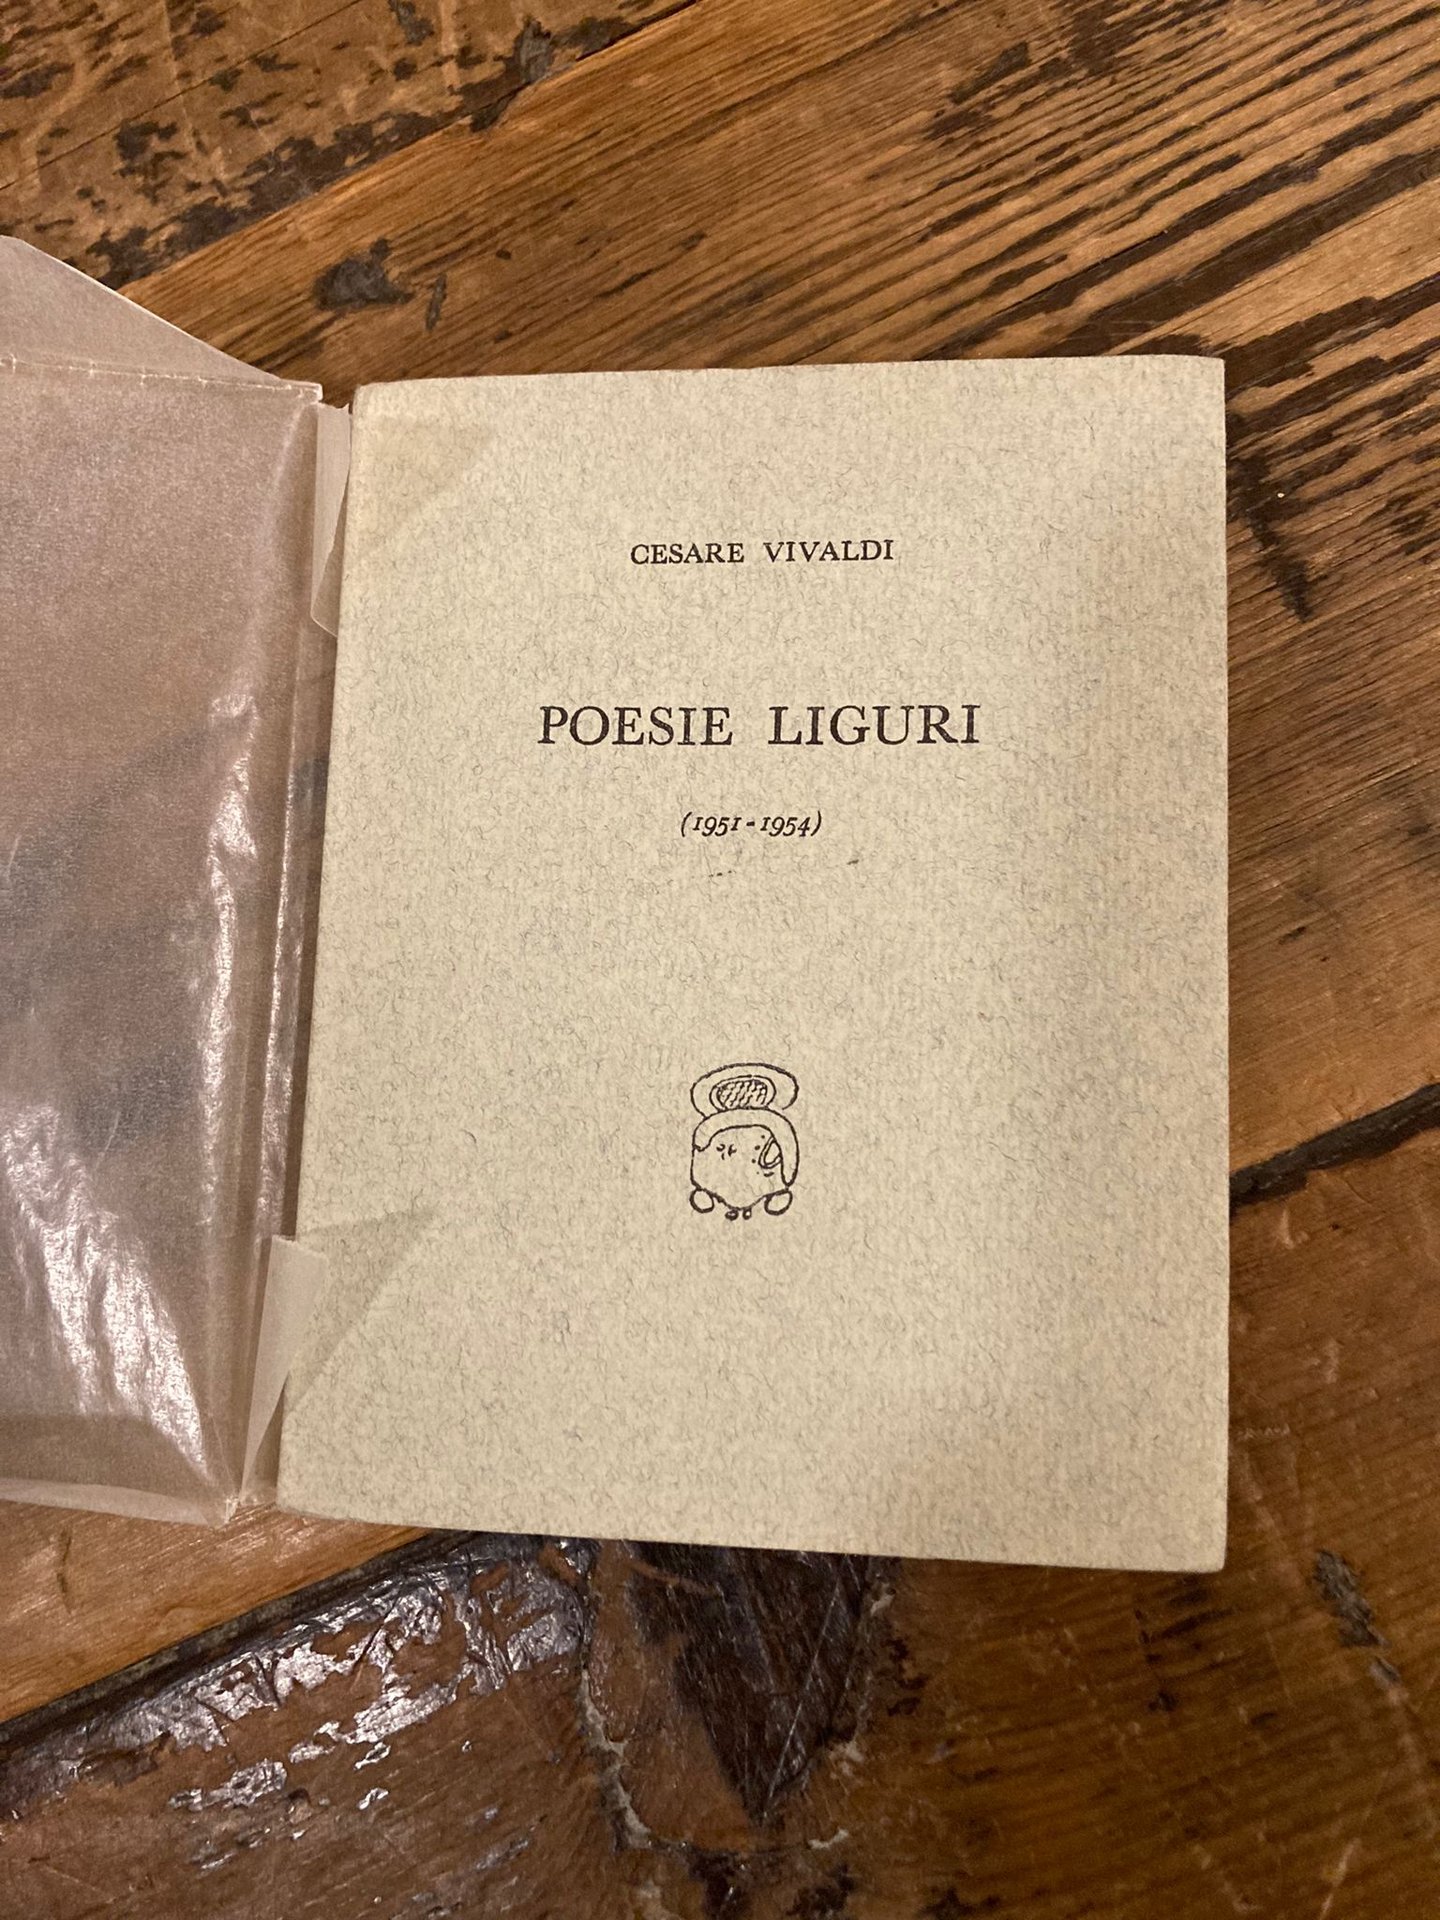 CESARE VIVALDI
POESIE LIGURI
(1951-1954)